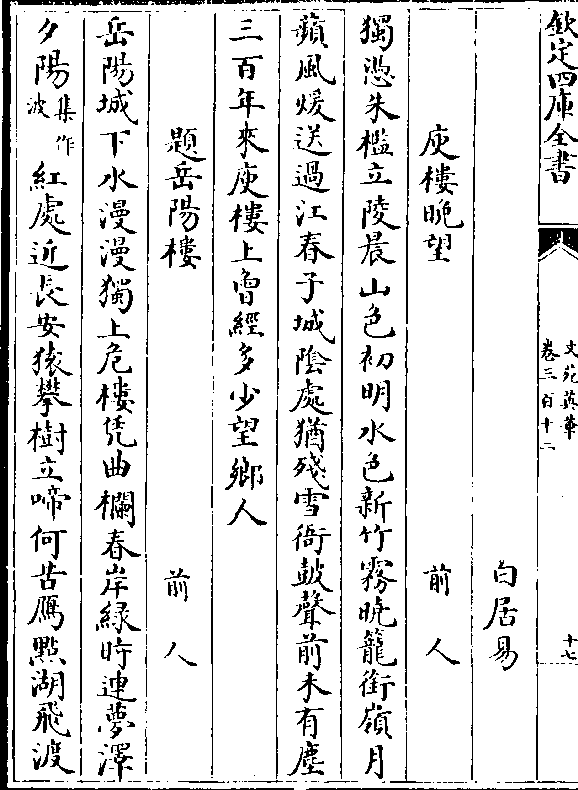 欽定四庫全書
文苑英華
卷三百十二
十七
白居易
庾樓晚望
前人
獨憑朱檻立陵晨山色初明水色新竹霧曉籠銜嶺月
蘋風煖送過江春子城陰處猶殘雪衙鼓聲前未有塵
三百年來庾樓上曾經多少望鄉人
題岳陽樓
前人
岳陽城下水漫漫獨上危樓凭曲欄春岸緑時連夢澤
夕陽集作波紅處近長安猿攀樹立啼何苦鴈㸃湖飛渡